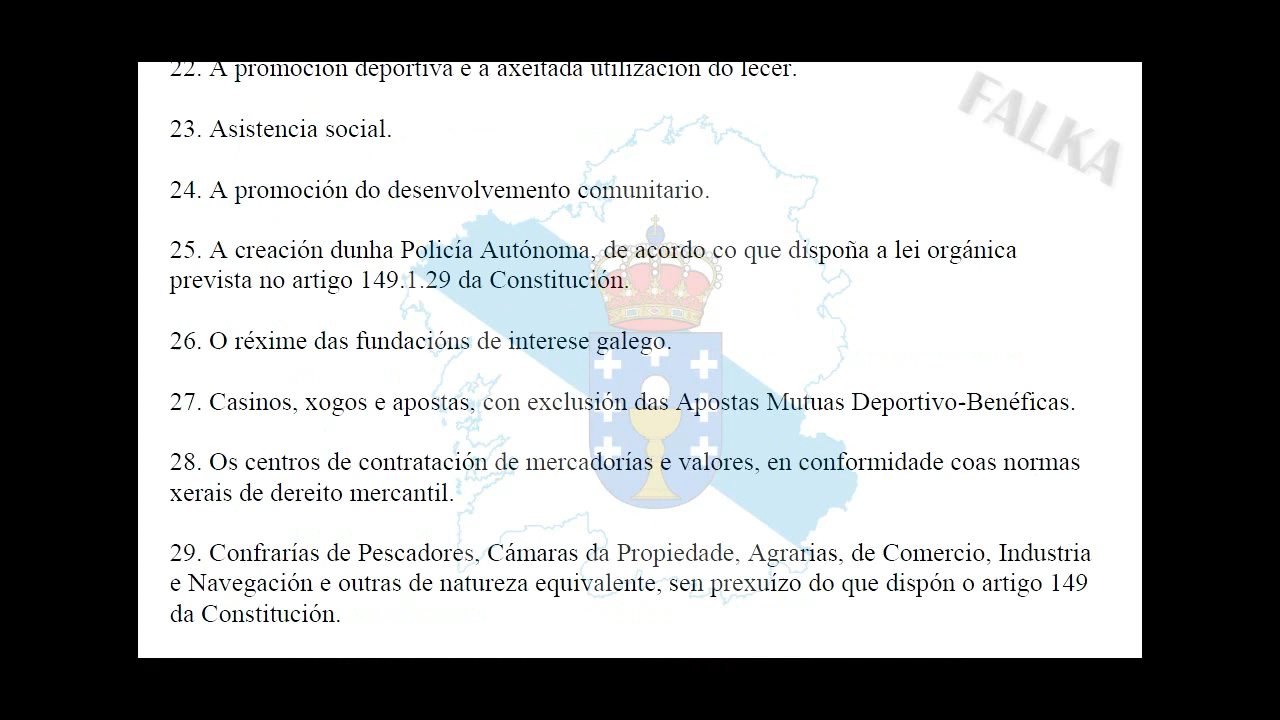 22. A promoción deportiva e a axeitada utilización do lecer.
FALKA
23. Asistencia social.
24. A promoción do desenvolvemento comunitario.
25. A creación dunha Policía Autónoma, de acordo co que dispoña a lei orgánica
prevista no artigo 149.1.29 da Constitución.
26. O réxime das fundacións de interese galego.
27. Casinos, xogos e apostas, con exclusión das Apostas Mutuas Deportivo-Benéficas.
28. Os centros de contratación de mercadorías e valores, en conformidade coas normas
xerais de dereito mercantil.
29. Confrarías de Pescadores, Cámaras da Propiedade, Agrarias, de Comercio, Industria
e Navegación e outras de natureza equivalente, sen prexuízo do que dispón o artigo 149
da Constitución.